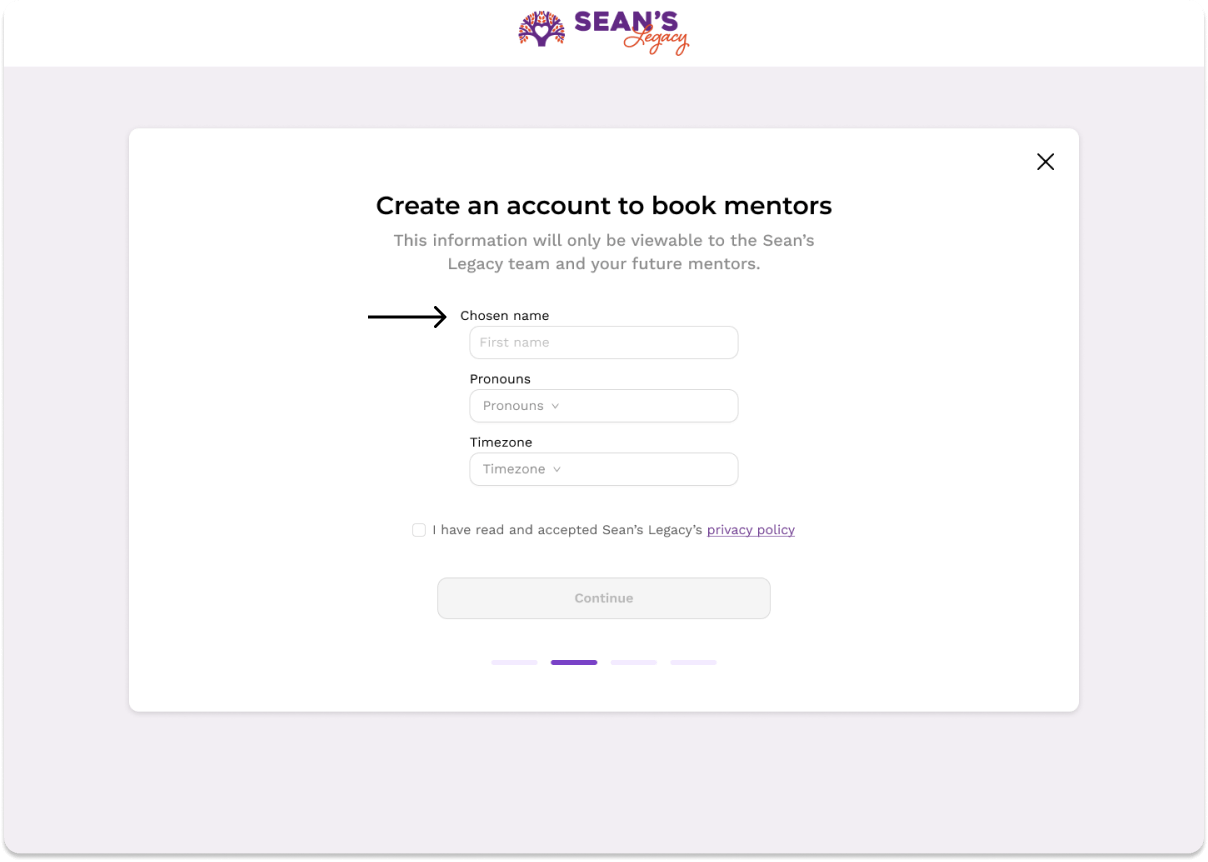 SEAN'S
Legacy
Create an account to book mentors
This information will only be viewable to the Sean’s
Legacy team and your future mentors.
Chosen name
First name
Pronouns
Pronouns
Timezone
Timezone
I have read and accepted Sean’s Legacy’s privacy policy
Continue